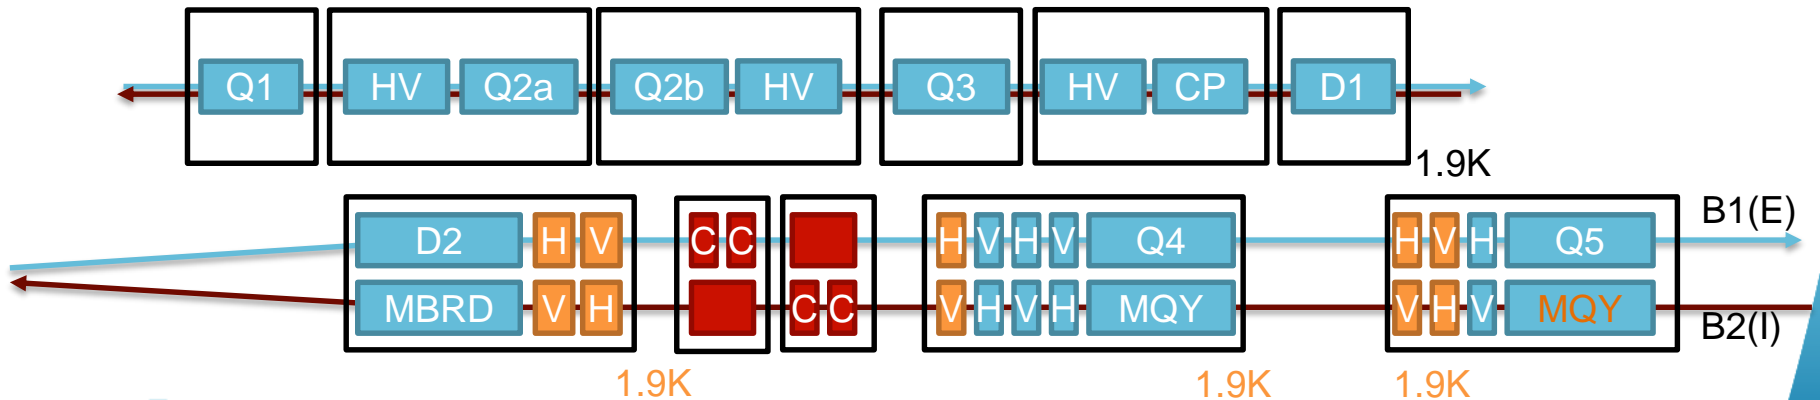 Q1 HV Q2a Q2b HV Q3 HV CP D1
1.9K
B1(E)
D2 H V C C H V H V Q4 H V H Q5
MBRD V H C C V H V H MQY V H V MQY
B2(I)
1.9K 1.9K 1.9K